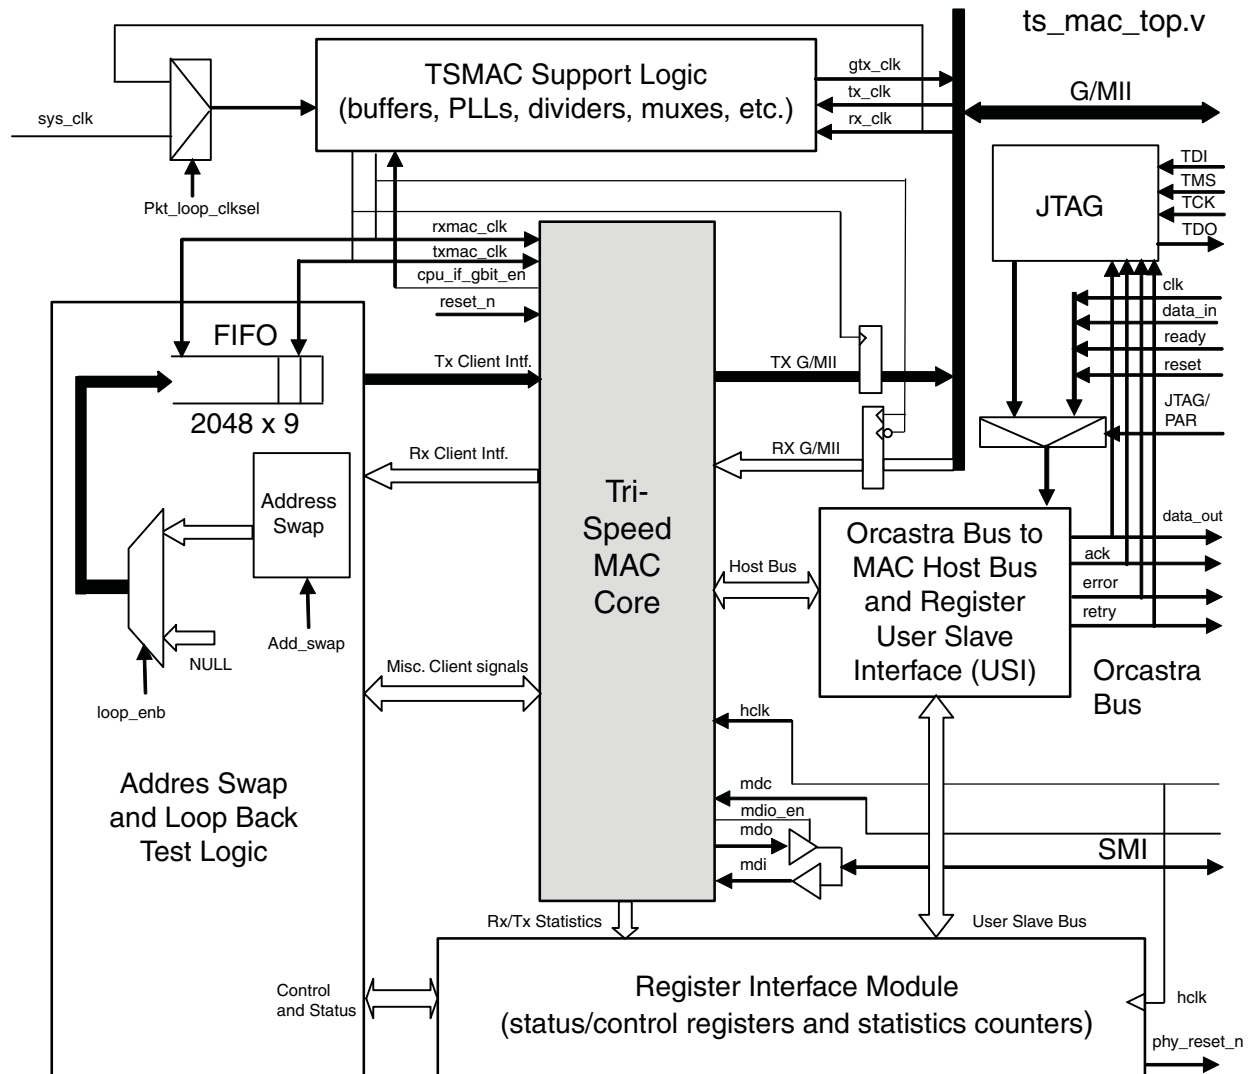 ts_mac_top.v
TSMAC Support Logic
(buffers, PLLs, dividers, muxes, etc.)
gtx_clk
tx_clk
rx_clk
G/MII
sys_clk
Pkt_loop_clksel
JTAG
TDI
TMS
TCK
TDO
rxmac_clk
txmac_clk
cpu_if_gbit_en
reset_n
clk
data_in
ready
reset
JTAG/
PAR
FIFO
2048 x 9
Tx Client Intf.
TX G/MII
Rx Client Intf.
RX G/MII
Address
Swap
Add_swap
NULL
loop_enb
Tri-
Speed
MAC
Core
Host Bus
Orcastra Bus to
MAC Host Bus
and Register
User Slave
Interface (USI)
data_out
ack
error
retry
Orcastra
Bus
Misc. Client signals
hclk
mdc
mdio_en
mdo
mdi
SMI
Addres Swap
and Loop Back
Test Logic
Rx/Tx Statistics
User Slave Bus
Control
and Status
Register Interface Module
(status/control registers and statistics counters)
hclk
phy_reset_n